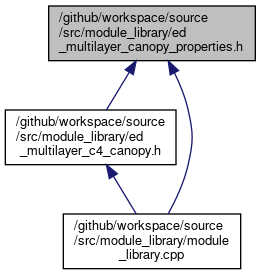 /github/workspace/source
/src/module_library/ed
_multilayer_canopy_properties.h
/github/workspace/source
/src/module_library/ed
_multilayer_c4_canopy.h
/github/workspace/source
/src/module_library/module
_library.cpp